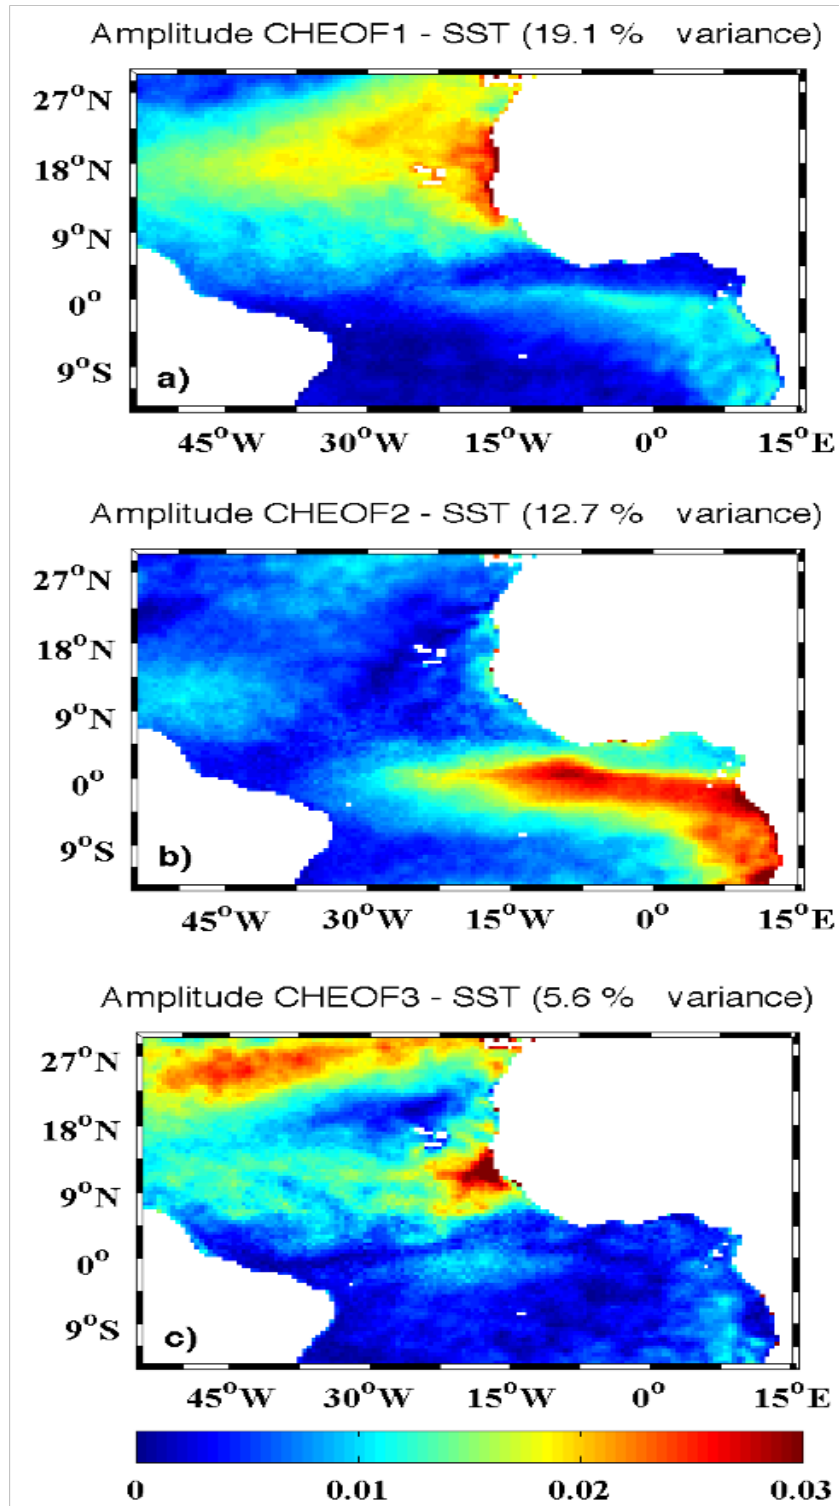 Amplitude CHEOF1 - SST (19.1 % variance)
27°N
18°N
9°N
0°
9°S
a)
45°W 30°W 15°W 0° 15°E
Amplitude CHEOF2 - SST (12.7 % variance)
27°N
18°N
9°N
0°
9°S
b)
45°W 30°W 15°W 0° 15°E
Amplitude CHEOF3 - SST (5.6 % variance)
27°N
18°N
9°N
0°
9°S
c)
45°W 30°W 15°W 0° 15°E
0 0.01 0.02 0.03